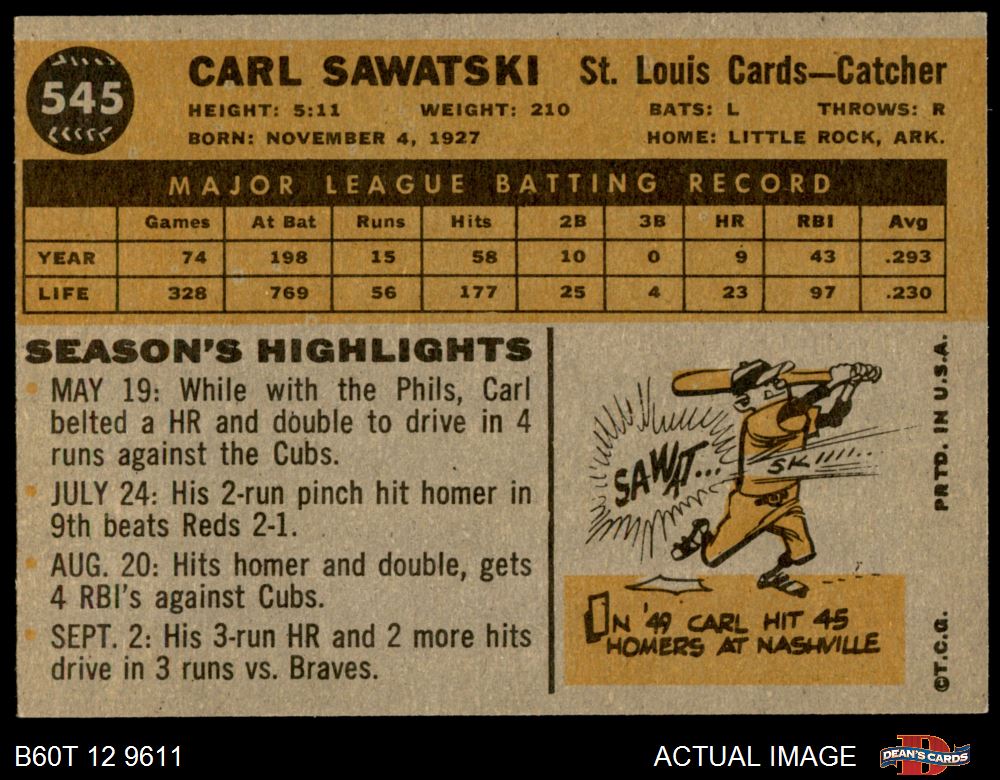 545
CARL SAWATSKI St. Louis Cards—Catcher
HEIGHT: 5:11 WEIGHT: 210 BATS: L THROWS: R
BORN: NOVEMBER 4, 1927 HOME: LITTLE ROCK, ARK.
MAJOR LEAGUE BATTING RECORD
Games At Bat Runs Hits 2B 3B HR RBI Avg
YEAR 74 198 15 58 10 0 9 43 .293
LIFE 328 769 56 177 25 4 23 97 .230
SEASON'S HIGHLIGHTS
MAY 19: While with the Phils, Carl
belted a HR and double to drive in 4
runs against the Cubs.
JULY 24: His 2-run pinch hit homer in
9th beats Reds 2-1.
AUG. 20: Hits homer and double, gets
4 RBI's against Cubs.
SEPT. 2: His 3-run HR and 2 more hits
drive in 3 runs vs. Braves.
SAWAT...
SK
IN '49 CARL HIT 45
HOMERS AT NASHVILLE
PRTD. IN U.S.A.
©T.C.G.
B60T 12 9611
ACTUAL IMAGE
DEAN'S CARDS